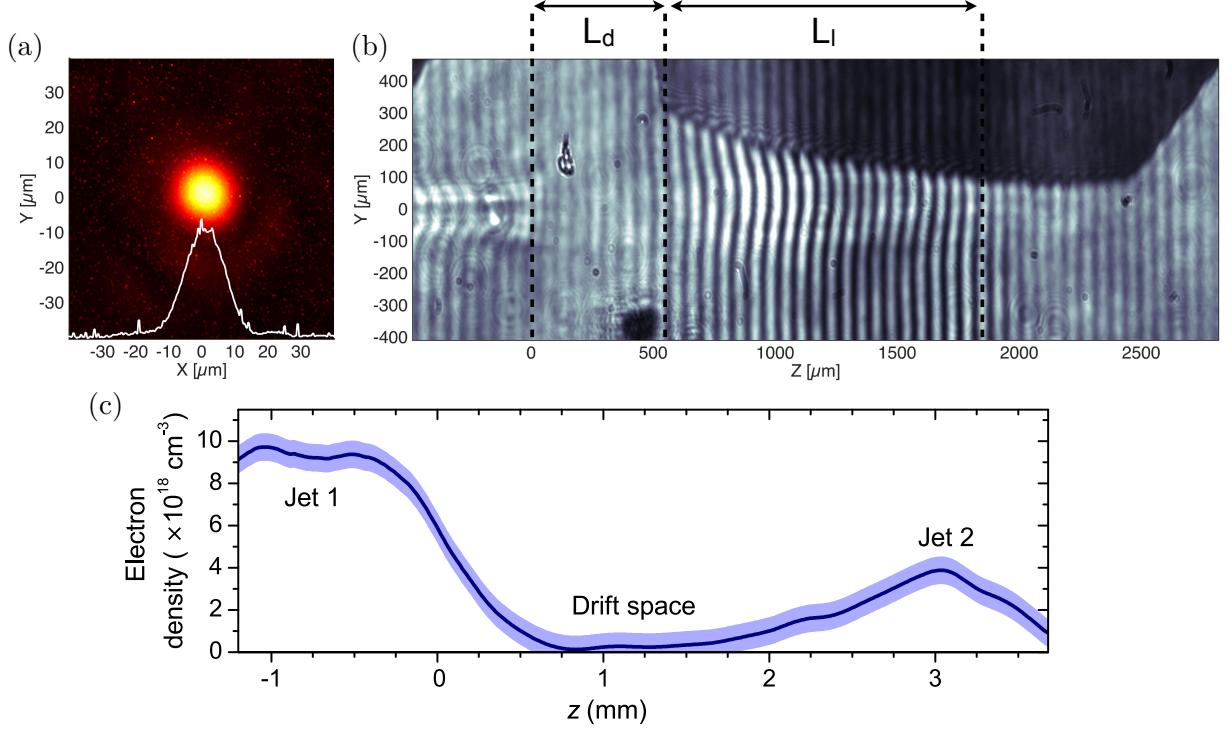 L_d
L_l
(a)
(b)
30
20
10
0
-10
-20
-30
Y [μm]
-30
-20
-10
0
10
20
30
X [μm]
400
300
200
100
0
-100
-200
-300
-400
Y [μm]
0
500
1000
1500
2000
2500
Z [μm]
(c)
10
8
6
4
2
0
Electron
density ( ×10^18 cm^-3)
Jet 1
Drift space
Jet 2
-1
0
1
2
3
z (mm)